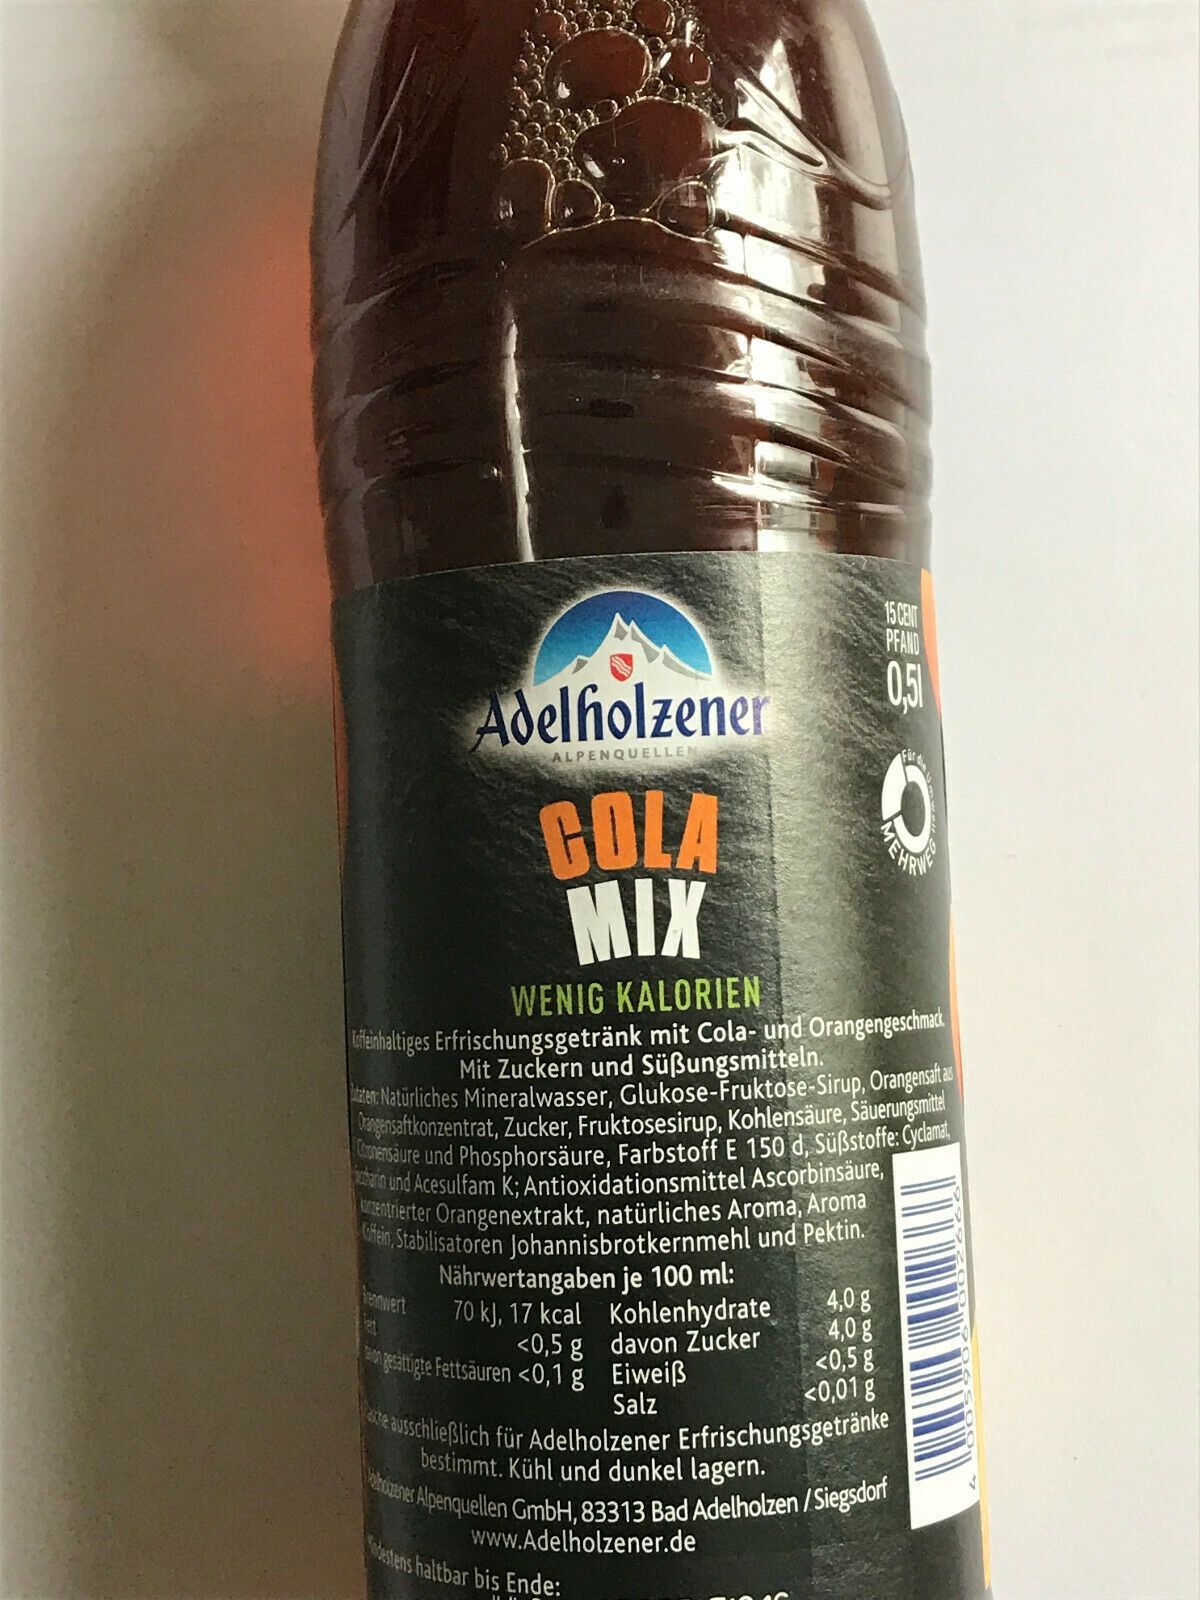 Adelholzener
ALPENQUELLEN
COLA
MIX
WENIG KALORIEN
15 CENT
PFAND
0,5l
Für die Umwelt
MEHRWEG
Koffeinhaltiges Erfrischungsgetränk mit Cola- und Orangengeschmack.
Mit Zuckern und Süßungsmitteln.
Zutaten: Natürliches Mineralwasser, Glukose-Fruktose-Sirup, Orangensaft aus
Orangensaftkonzentrat, Zucker, Fruktosesirup, Kohlensäure, Säuerungsmittel
Citronensäure und Phosphorsäure, Farbstoff E 150 d, Süßstoffe: Cyclamat,
Saccharin und Acesulfam K; Antioxidationsmittel Ascorbinsäure,
konzentrierter Orangenextrakt, natürliches Aroma, Aroma
Koffein, Stabilisatoren Johannisbrotkernmehl und Pektin.
Nährwertangaben je 100 ml:
Brennwert 70 kJ, 17 kcal Kohlenhydrate 4,0 g
Fett <0,5 g davon Zucker 4,0 g
davon gesättigte Fettsäuren <0,1 g Eiweiß <0,5 g
Salz <0,01 g
Flasche ausschließlich für Adelholzener Erfrischungsgetränke
bestimmt. Kühl und dunkel lagern.
Adelholzener Alpenquellen GmbH, 83313 Bad Adelholzen / Siegsdorf
www.Adelholzener.de
Mindestens haltbar bis Ende:
4 005906 002666